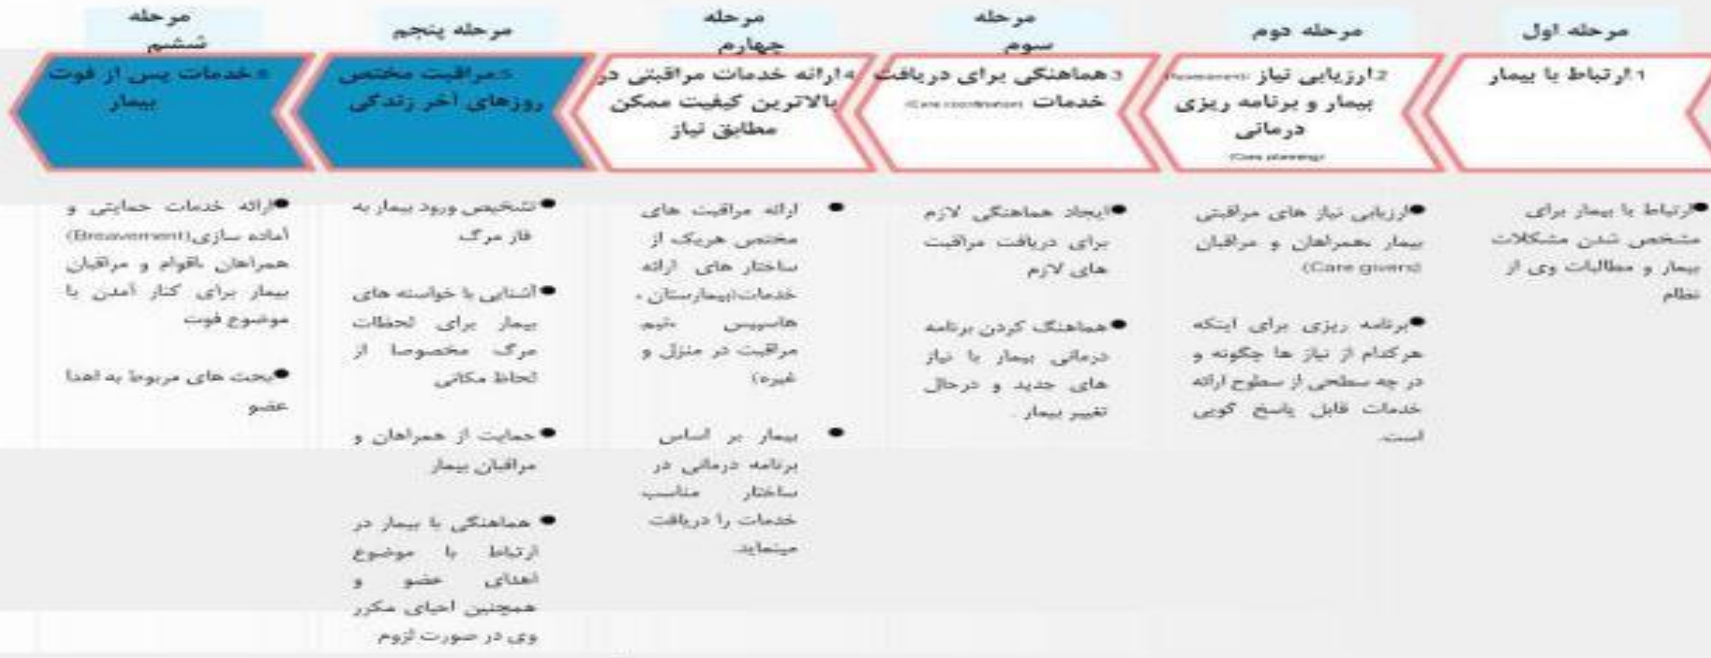 مرحله اول
1.ارتباط با بیمار
●ارتباط با بیمار برای
مشخص شدن مشکلات
بیمار و مطالبات وی از
نظام
مرحله دوم
2.ارزیابی نیاز (Assessment)
بیمار و برنامه ریزی
درمانی
(Care planning)
●ارزیابی نیاز های مراقبتی
بیمار ،همراهان و مراقبان
(Care givers)
●برنامه ریزی برای اینکه
هرکدام از نیاز ها چگونه و
در چه سطحی از سطوح ارائه
خدمات قابل پاسخ گویی
است.
مرحله
سوم
3.هماهنگی برای دریافت
خدمات (Care coordination)
●ایجاد هماهنگی لازم
برای دریافت مراقبت
های لازم
●هماهنگ کردن برنامه
درمانی بیمار با نیاز
های جدید و درحال
تغییر بیمار .
مرحله
چهارم
4.ارائه خدمات مراقبتی در
بالاترین کیفیت ممکن
مطابق نیاز
● ارائه مراقبت های
مختص هریک از
ساختار های ارائه
خدمات(بیمارستان ،
هاسپیس ،تیم
مراقبت در منزل و
غیره)
● بیمار بر اساس
برنامه درمانی در
ساختار مناسب
خدمات را دریافت
مینماید.
مرحله پنجم
5.مراقبت مختص
روزهای آخر زندگی
●تشخیص ورود بیمار به
فاز مرگ
●آشنایی با خواسته های
بیمار برای لحظات
مرگ مخصوصا از
لحاظ مکانی
●حمایت از همراهان و
مراقبان بیمار
● هماهنگی با بیمار در
ارتباط با موضوع
اهدای عضو و
همچنین احیای مکرر
وی در صورت لزوم
مرحله
ششم
6.خدمات پس از فوت
بیمار
●ارائه خدمات حمایتی و
آماده سازی(Breavement)
همراهان ،اقوام و مراقبان
بیمار برای کنار آمدن با
موضوع فوت
●بحث های مربوط به اهدا
عضو